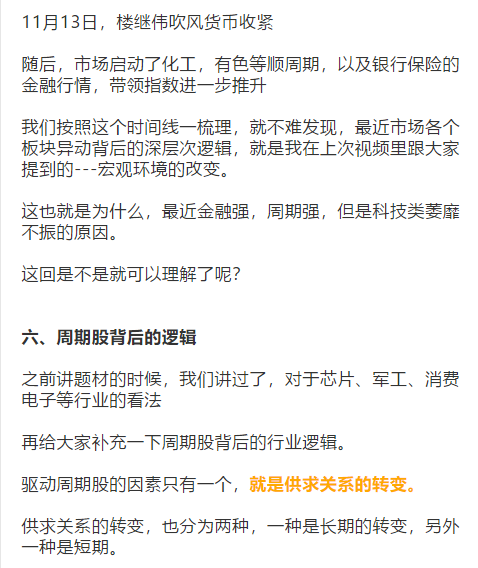 11月13日，楼继伟吹风货币收紧
随后，市场启动了化工，有色等顺周期，以及银行保险的
金融行情，带领指数进一步推升
我们按照这个时间线一梳理，就不难发现，最近市场各个
板块异动背后的深层次逻辑，就是我在上次视频里跟大家
提到的---宏观环境的改变。
这也就是为什么，最近金融强，周期强，但是科技类萎靡
不振的原因。
这回是不是就可以理解了呢？
六、周期股背后的逻辑
之前讲题材的时候，我们讲过了，对于芯片、军工、消费
电子等行业的看法
再给大家补充一下周期股背后的行业逻辑。
驱动周期股的因素只有一个，就是供求关系的转变。
供求关系的转变，也分为两种，一种是长期的转变，另外
一种是短期。